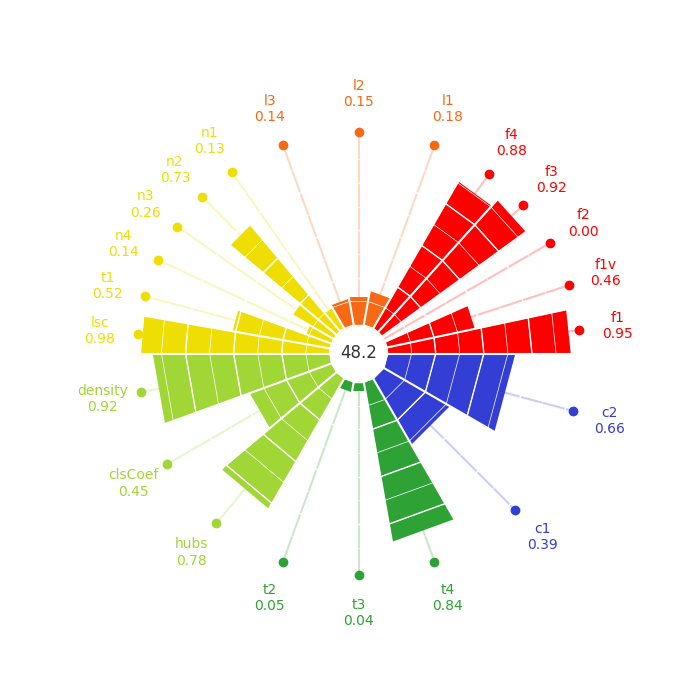 l2
0.15
l3
0.14
l1
0.18
n1
0.13
f4
0.88
n2
0.73
f3
0.92
n3
0.26
f2
0.00
n4
0.14
f1v
0.46
t1
0.52
f1
0.95
lsc
0.98
48.2
density
0.92
c2
0.66
clsCoef
0.45
c1
0.39
hubs
0.78
t2
0.05
t3
0.04
t4
0.84